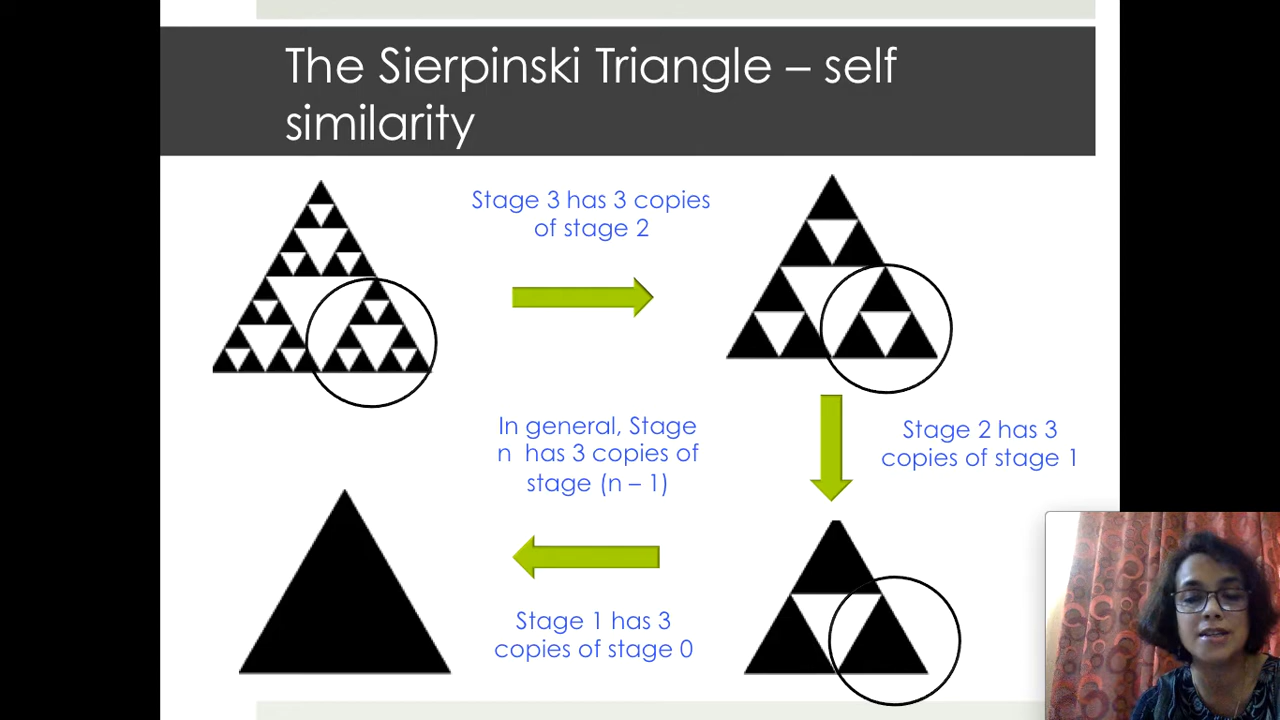 The Sierpinski Triangle – self
similarity
Stage 3 has 3 copies
of stage 2
In general, Stage
n has 3 copies of
stage (n – 1)
Stage 2 has 3
copies of stage 1
Stage 1 has 3
copies of stage 0